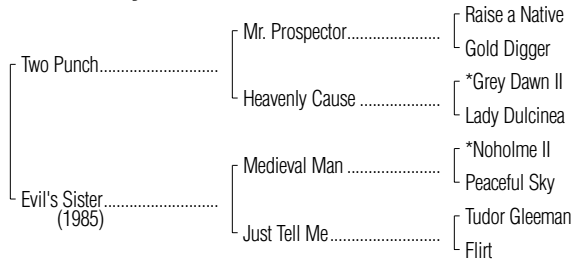 Raise a Native
Mr. Prospector.....................
Gold Digger
Two Punch...........................
*Grey Dawn II
Heavenly Cause ..................
Lady Dulcinea
*Noholme II
Medieval Man .....................
Peaceful Sky
Evil's Sister..........................
(1985)
Tudor Gleeman
Just Tell Me.........................
Flirt